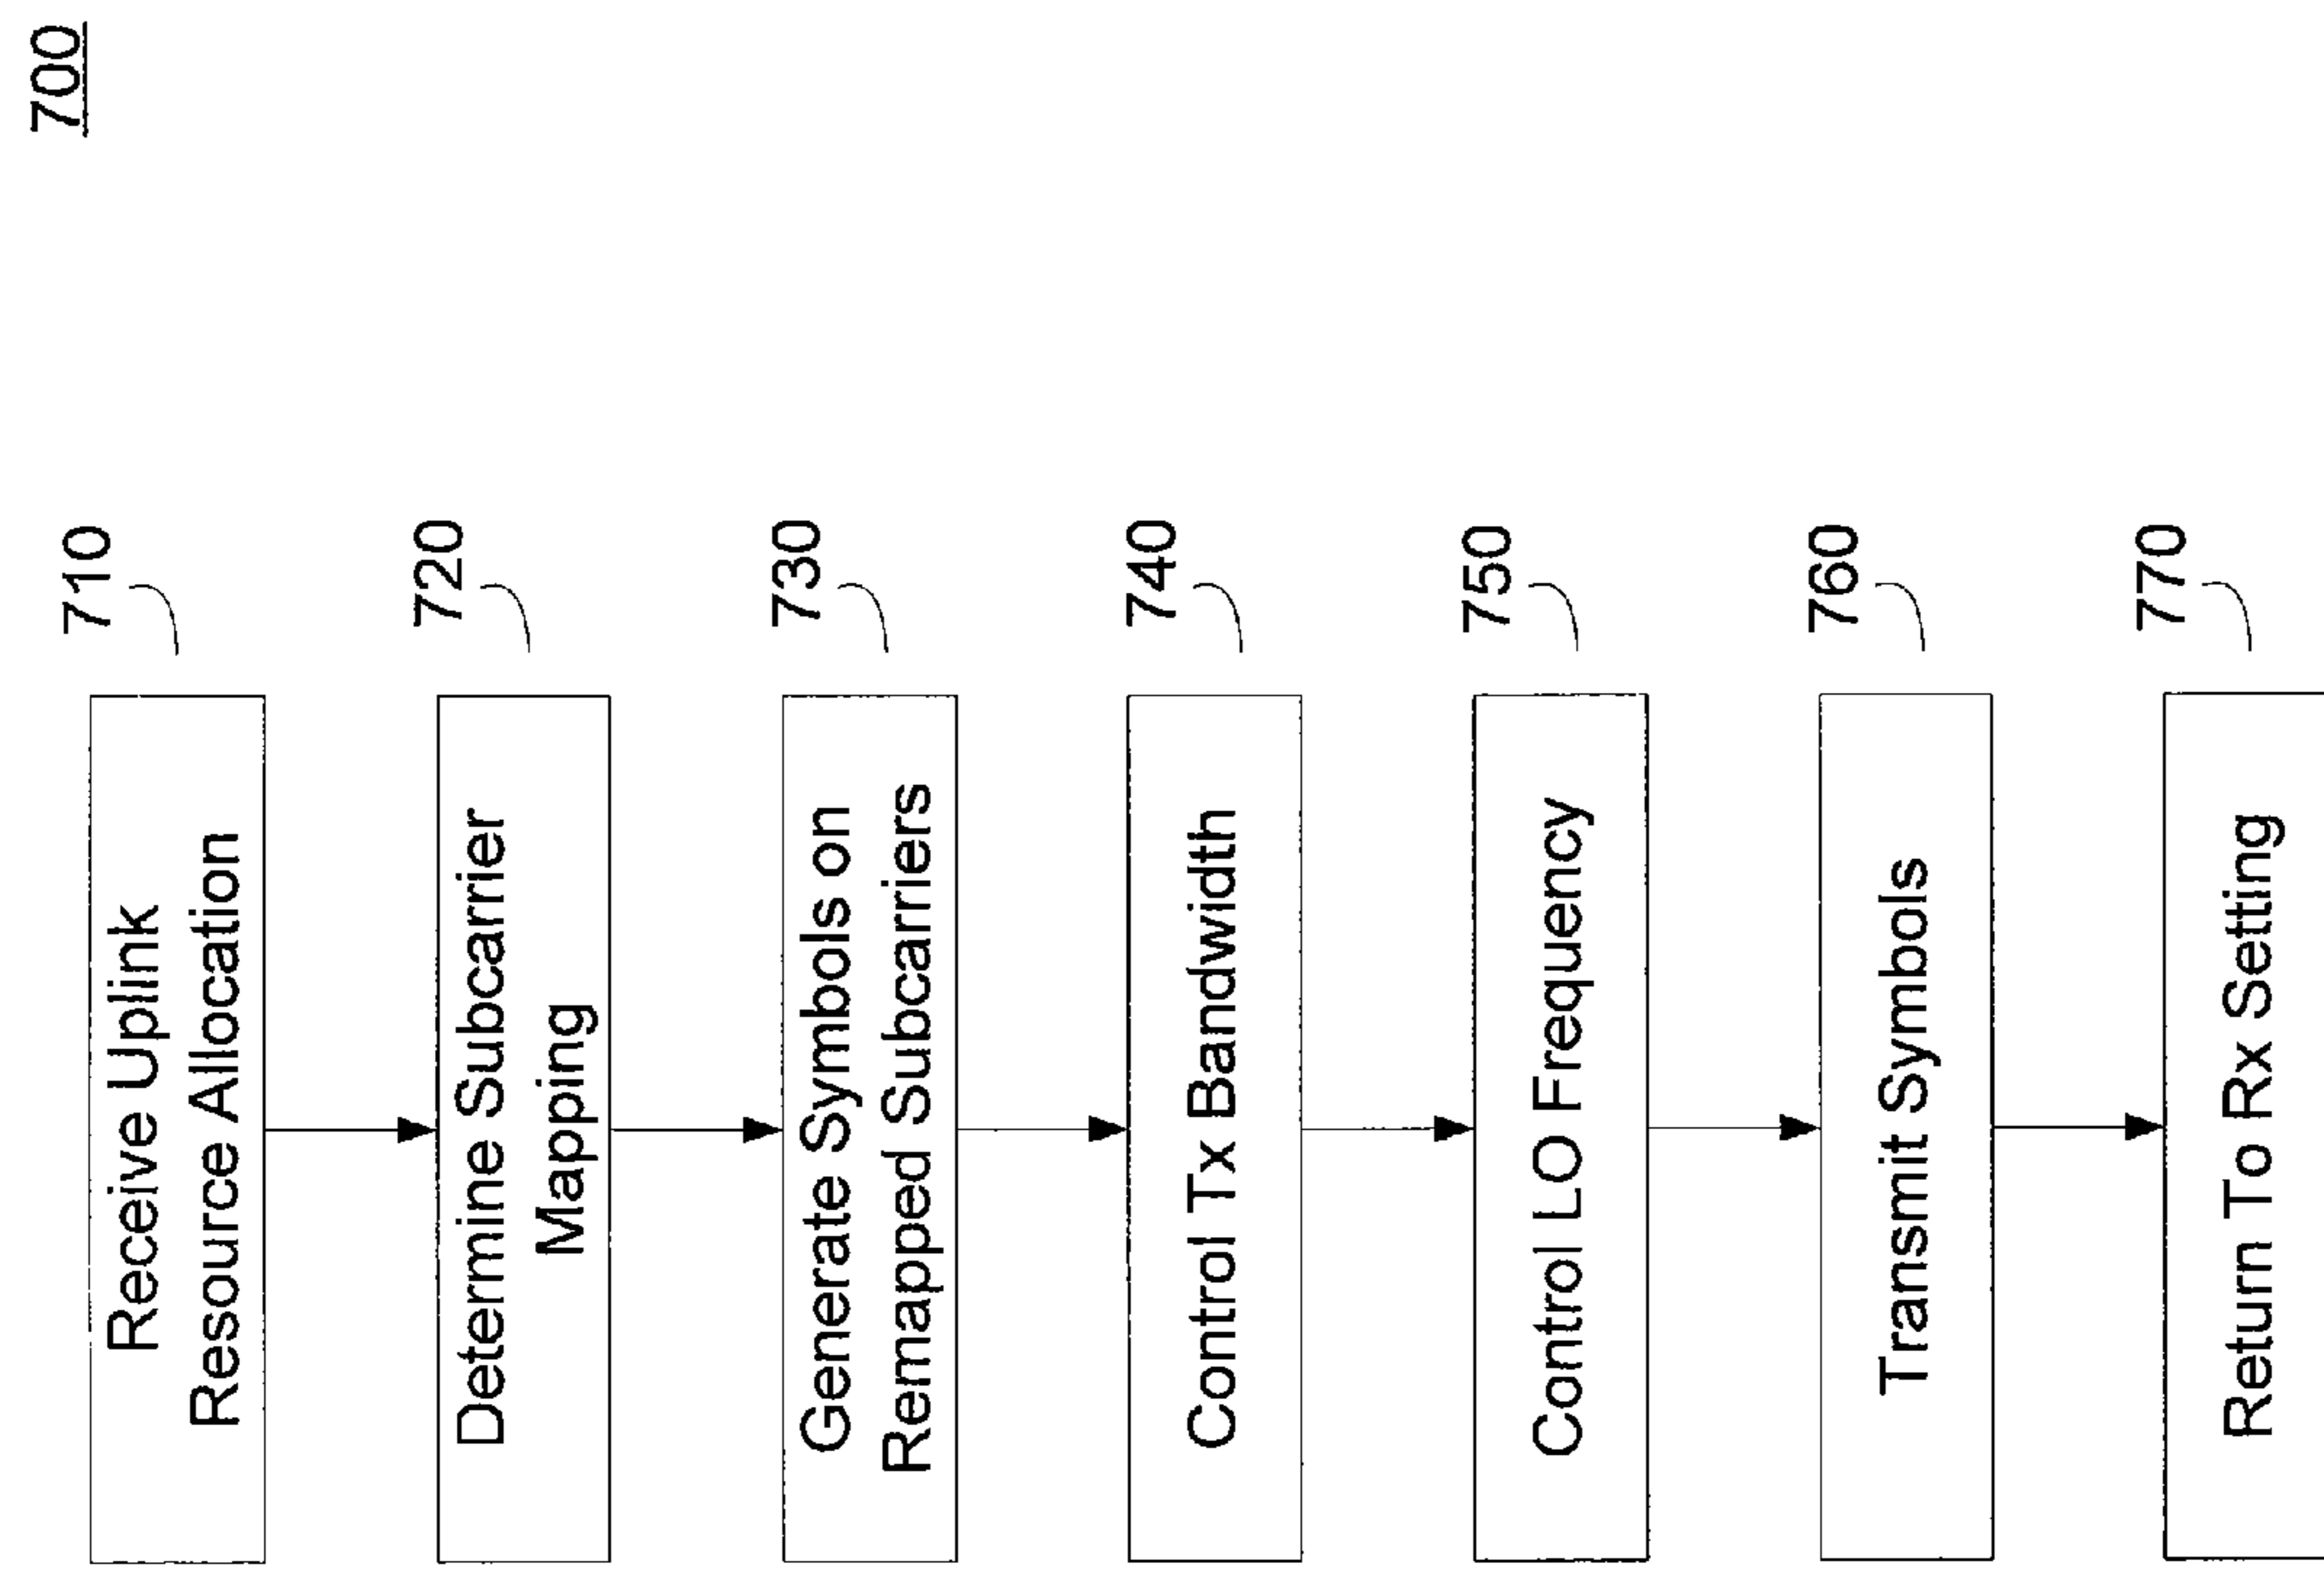 700
710
Receive Uplink
Resource Allocation
720
Determine Subcarrier
Mapping
730
Generate Symbols on
Remapped Subcarriers
740
Control Tx Bandwidth
750
Control LO Frequency
760
Transmit Symbols
770
Return To Rx Setting